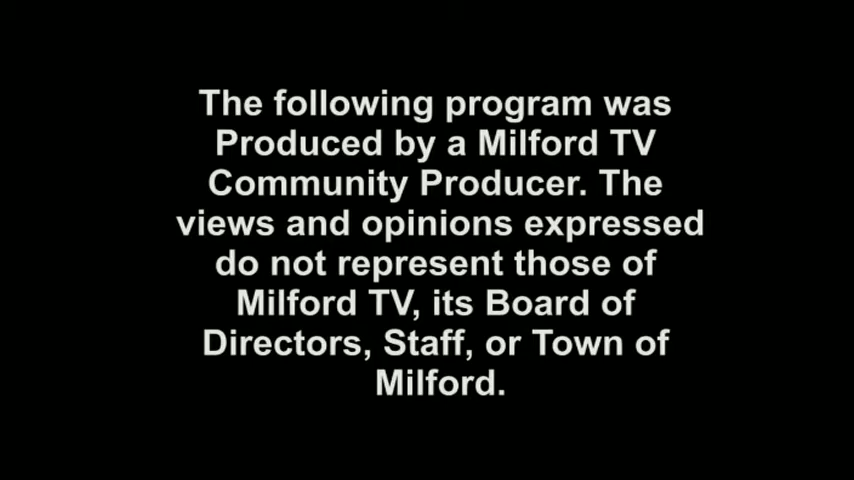 The following program was
Produced by a Milford TV
Community Producer. The
views and opinions expressed
do not represent those of
Milford TV, its Board of
Directors, Staff, or Town of
Milford.